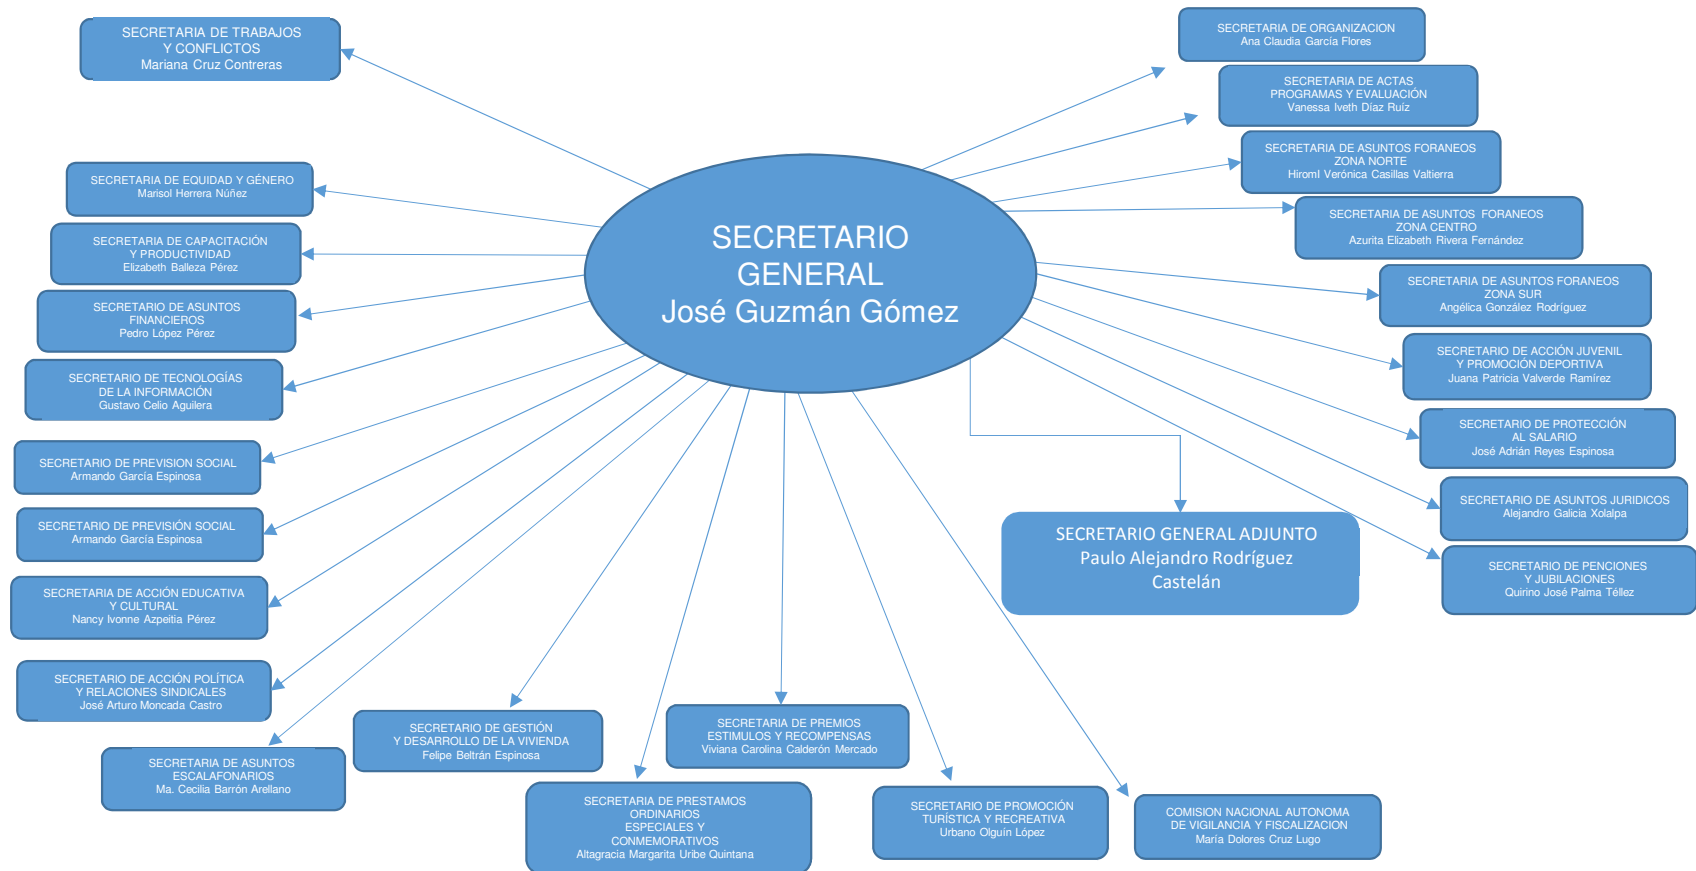 SECRETARIA DE TRABAJOS
Y CONFLICTOS
Mariana Cruz Contreras
SECRETARIA DE EQUIDAD Y GÉNERO
Marisol Herrera Núñez
SECRETARIA DE CAPACITACIÓN
Y PRODUCTIVIDAD
Elizabeth Balleza Pérez
SECRETARIO DE ASUNTOS
FINANCIEROS
Pedro López Pérez
SECRETARIO DE TECNOLOGÍAS
DE LA INFORMACIÓN
Gustavo Celio Aguilera
SECRETARIO DE PREVISION SOCIAL
Armando García Espinosa
SECRETARIO DE PREVISIÓN SOCIAL
Armando García Espinosa
SECRETARIA DE ACCIÓN EDUCATIVA
Y CULTURAL
Nancy Ivonne Azpeitia Pérez
SECRETARIO DE ACCIÓN POLÍTICA
Y RELACIONES SINDICALES
José Arturo Moncada Castro
SECRETARIA DE ASUNTOS
ESCALAFONARIOS
Ma. Cecilia Barrón Arellano
SECRETARIO
GENERAL
José Guzmán Gómez
SECRETARIO DE GESTIÓN
Y DESARROLLO DE LA VIVIENDA
Felipe Beltrán Espinosa
SECRETARIA DE PRESTAMOS
ORDINARIOS
ESPECIALES Y
CONMEMORATIVOS
Altagracia Margarita Uribe Quintana
SECRETARIA DE PREMIOS
ESTIMULOS Y RECOMPENSAS
Viviana Carolina Calderón Mercado
SECRETARIO DE PROMOCIÓN
TURÍSTICA Y RECREATIVA
Urbano Olguín López
COMISION NACIONAL AUTONOMA
DE VIGILANCIA Y FISCALIZACION
María Dolores Cruz Lugo
SECRETARIO GENERAL ADJUNTO
Paulo Alejandro Rodríguez
Castelán
SECRETARIA DE ORGANIZACION
Ana Claudia García Flores
SECRETARIA DE ACTAS
PROGRAMAS Y EVALUACIÓN
Vanessa Iveth Díaz Ruíz
SECRETARIA DE ASUNTOS FORANEOS
ZONA NORTE
HiromI Verónica Casillas Valtierra
SECRETARIA DE ASUNTOS FORANEOS
ZONA CENTRO
Azurita Elizabeth Rivera Fernández
SECRETARIA DE ASUNTOS FORANEOS
ZONA SUR
Angélica González Rodríguez
SECRETARIO DE ACCIÓN JUVENIL
Y PROMOCIÓN DEPORTIVA
Juana Patricia Valverde Ramírez
SECRETARIO DE PROTECCIÓN
AL SALARIO
José Adrián Reyes Espinosa
SECRETARIO DE ASUNTOS JURIDICOS
Alejandro Galicia Xolalpa
SECRETARIO DE PENCIONES
Y JUBILACIONES
Quirino José Palma Téllez